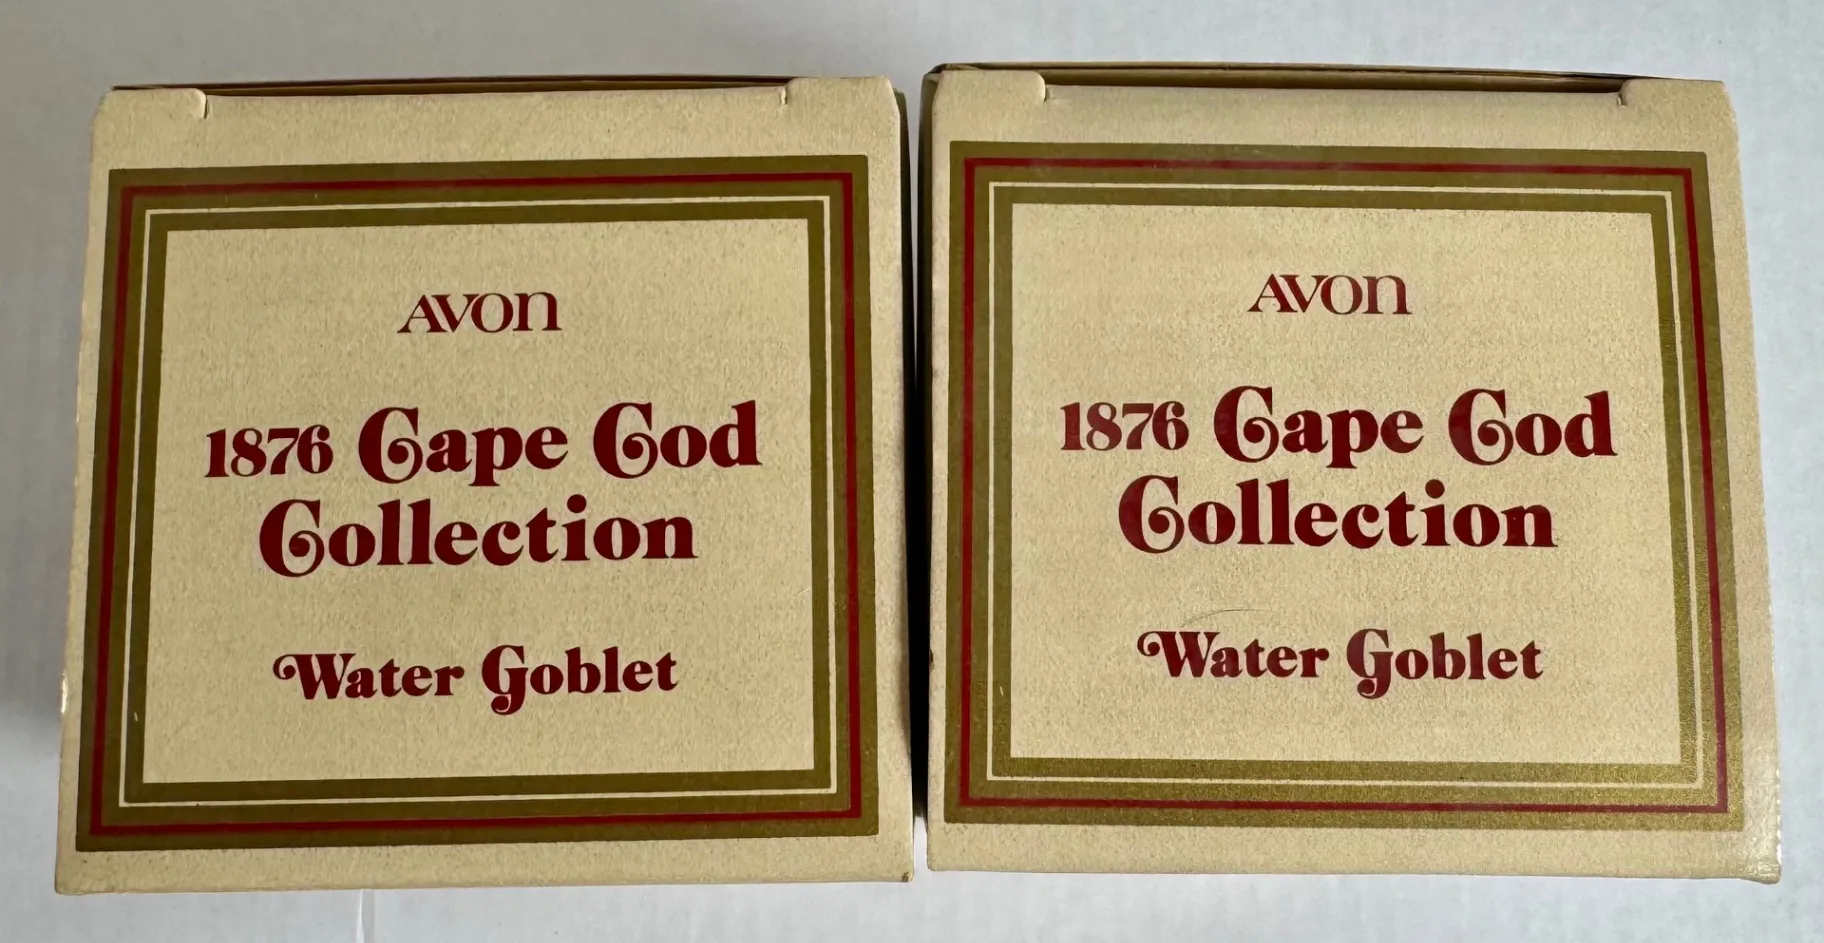 AVON
1876 Cape Cod
Collection
Water Goblet
AVON
1876 Cape Cod
Collection
Water Goblet